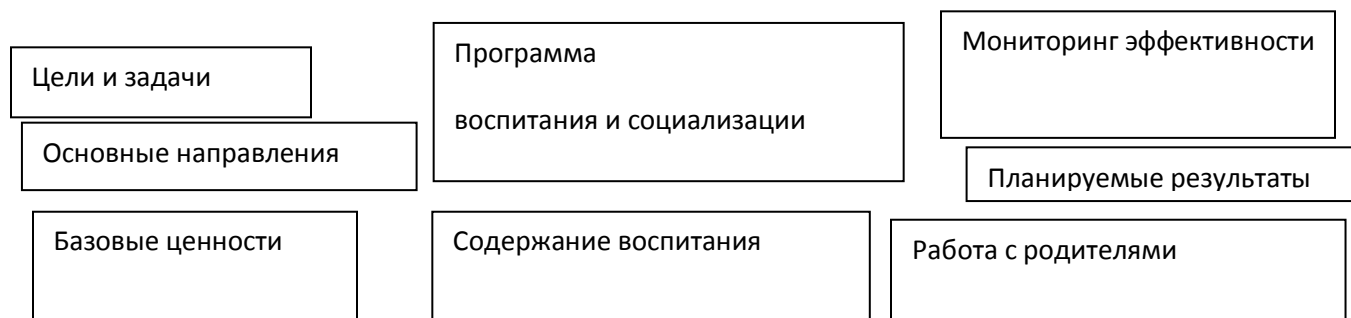 Цели и задачи
Основные направления
Базовые ценности
Программа
воспитания и социализации
Содержание воспитания
Мониторинг эффективности
Планируемые результаты
Работа с родителями